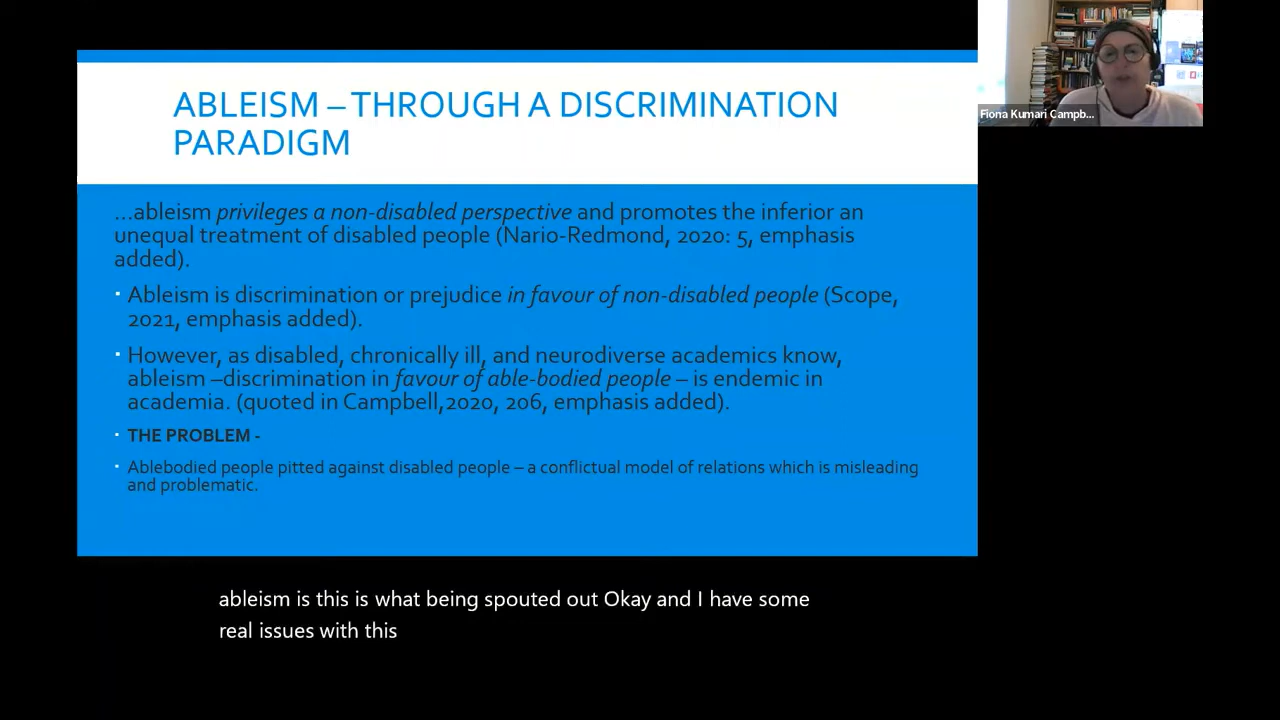 ABLEISM – THROUGH A DISCRIMINATION
PARADIGM
Fiona Kumari Campb...
...ableism privileges a non-disabled perspective and promotes the inferior an
unequal treatment of disabled people (Nario-Redmond, 2020: 5, emphasis
added).
Ableism is discrimination or prejudice in favour of non-disabled people (Scope,
2021, emphasis added).
However, as disabled, chronically ill, and neurodiverse academics know,
ableism –discrimination in favour of able-bodied people – is endemic in
academia. (quoted in Campbell,2020, 206, emphasis added).
THE PROBLEM -
Ablebodied people pitted against disabled people – a conflictual model of relations which is misleading
and problematic.
ableism is this is what being spouted out Okay and I have some
real issues with this